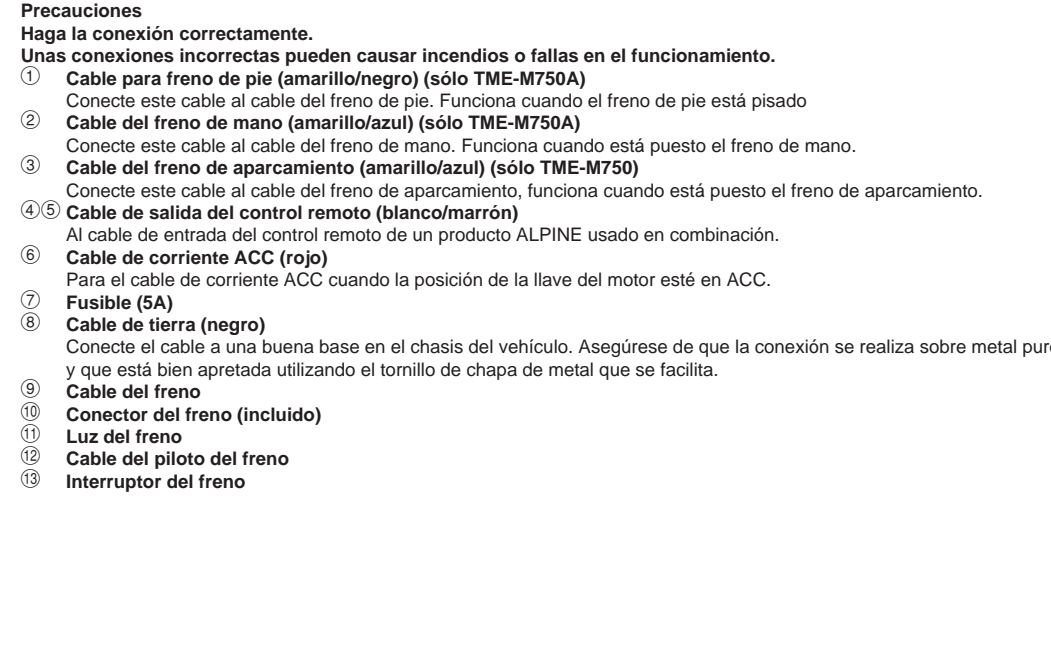 Precauciones
Haga la conexión correctamente.
Unas conexiones incorrectas pueden causar incendios o fallas en el funcionamiento.
① Cable para freno de pie (amarillo/negro) (sólo TME-M750A)
Conecte este cable al cable del freno de pie. Funciona cuando el freno de pie está pisado
② Cable del freno de mano (amarillo/azul) (sólo TME-M750A)
Conecte este cable al cable del freno de mano. Funciona cuando está puesto el freno de mano.
③ Cable del freno de aparcamiento (amarillo/azul) (sólo TME-M750)
Conecte este cable al cable del freno de aparcamiento, funciona cuando está puesto el freno de aparcamiento.
④⑤ Cable de salida del control remoto (blanco/marrón)
Al cable de entrada del control remoto de un producto ALPINE usado en combinación.
⑥ Cable de corriente ACC (rojo)
Para el cable de corriente ACC cuando la posición de la llave del motor esté en ACC.
⑦ Fusible (5A)
⑧ Cable de tierra (negro)
Conecte el cable a una buena base en el chasis del vehículo. Asegúrese de que la conexión se realiza sobre metal
y que está bien apretada utilizando el tornillo de chapa de metal que se facilita.
⑨ Cable del freno
⑩ Conector del freno (incluido)
⑪ Luz del freno
⑫ Cable del piloto del freno
⑬ Interruptor del freno